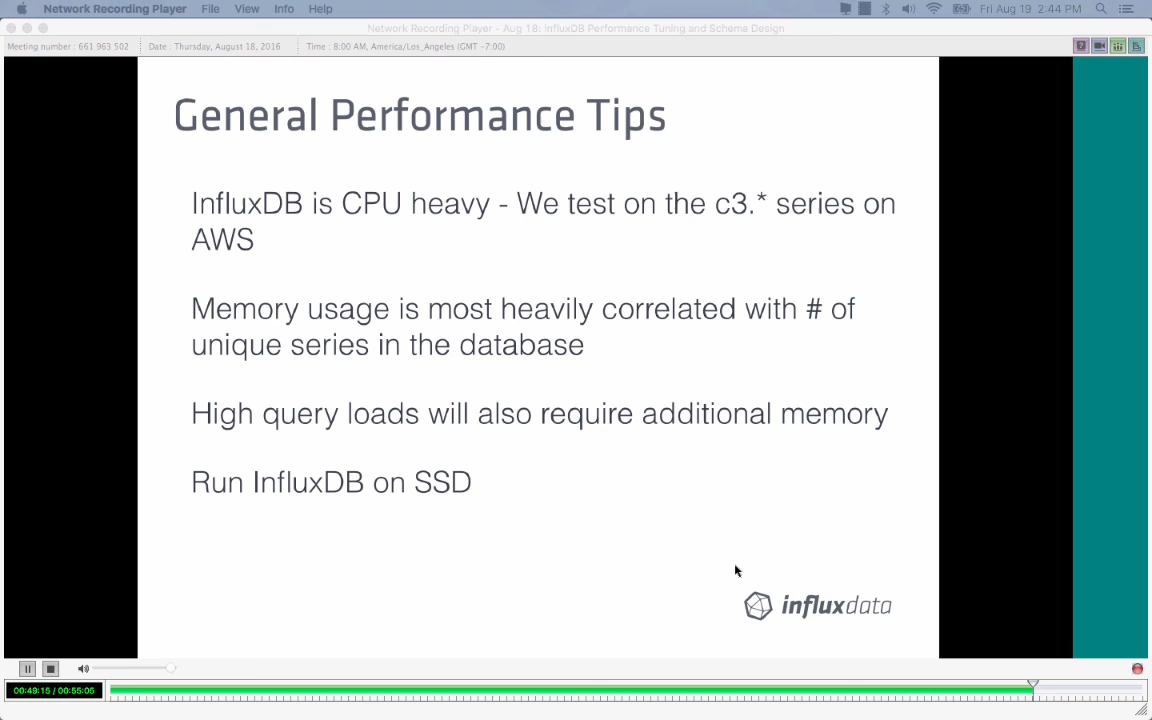 Network Recording Player File View Info Help Fri Aug 19 2:44 PM
Network Recording Player - Aug 18: InfluxDB Performance Tuning and Schema Design
Meeting number : 661 963 502 Date : Thursday, August 18, 2016 Time : 8:00 AM, America/Los_Angeles (GMT -7:00)
General Performance Tips
InfluxDB is CPU heavy - We test on the c3.* series on
AWS
Memory usage is most heavily correlated with # of
unique series in the database
High query loads will also require additional memory
Run InfluxDB on SSD
influxdata
00:49:15 / 00:55:05